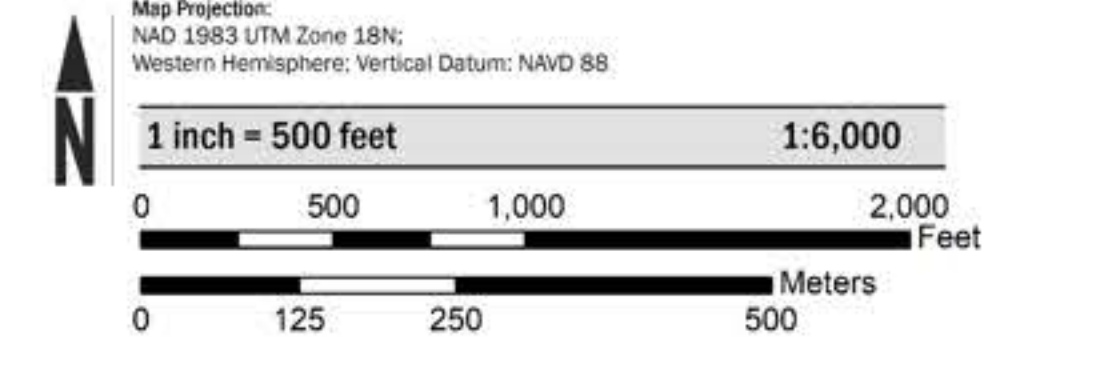 Map Projection:
NAD 1983 UTM Zone 18N;
Western Hemisphere; Vertical Datum: NAVD 88
N
1 inch = 500 feet 1:6,000
0 500 1,000 2,000
Feet
Meters
0 125 250 500